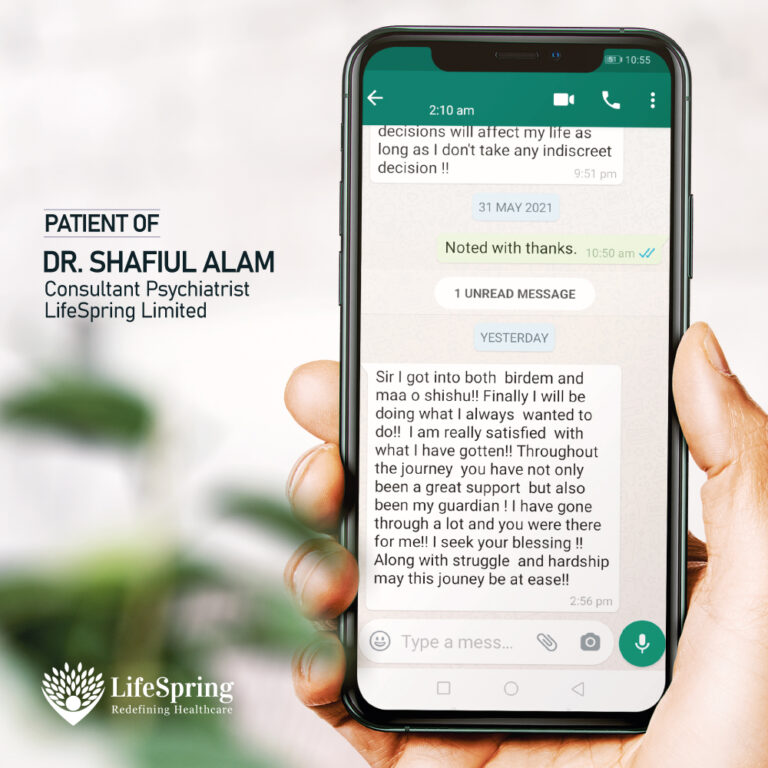 PATIENT OF
DR. SHAFIUL ALAM
Consultant Psychiatrist
LifeSpring Limited
51 10:55
2:10 am
decisions will affect my life as
long as I don't take any indiscreet
decision !!
9:51 pm
31 MAY 2021
Noted with thanks. 10:50 am
1 UNREAD MESSAGE
YESTERDAY
Sir I got into both birdem and
maa o shishu!! Finally I will be
doing what I always wanted to
do!! I am really satisfied with
what I have gotten!! Throughout
the journey you have not only
been a great support but also
been my guardian ! I have gone
through a lot and you were there
for me!! I seek your blessing !!
Along with struggle and hardship
may this jouney be at ease!!
2:56 pm
Type a mess...
LifeSpring
Redefining Healthcare